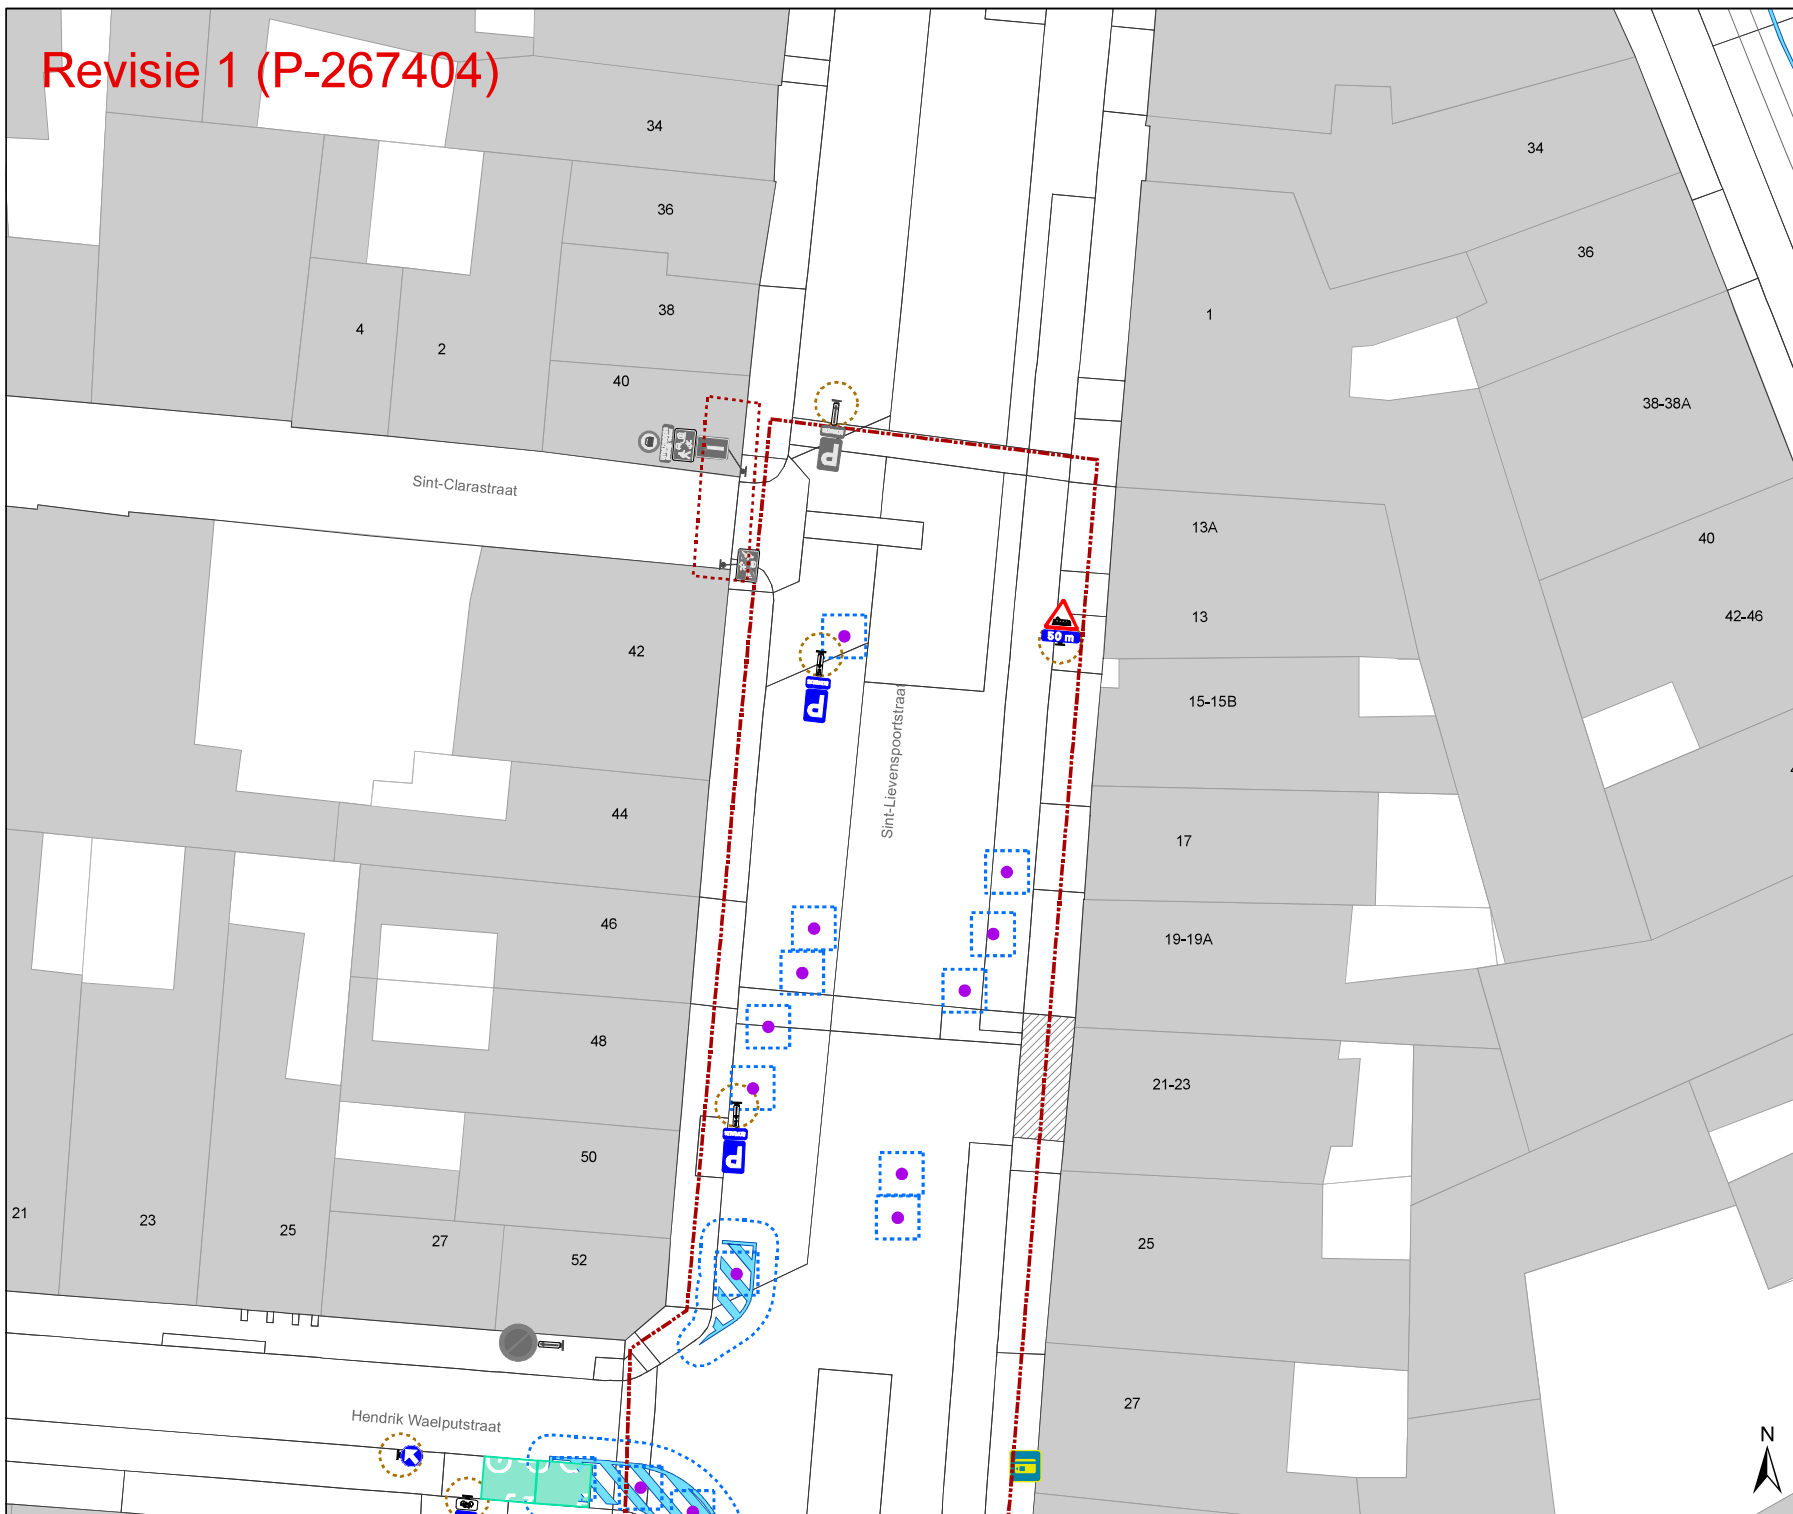 Revisie 1 (P-267404)
34
34
36
36
38
1
4
2
40
38-38A
Sint-Clarastraat
13A
40
13
42-46
50 m
42
15-15B
P
Sint-Lievenspoortstraat
44
17
46
19-19A
48
21-23
50
P
21
23
25
27
52
25
27
Hendrik Waelputstraat
N